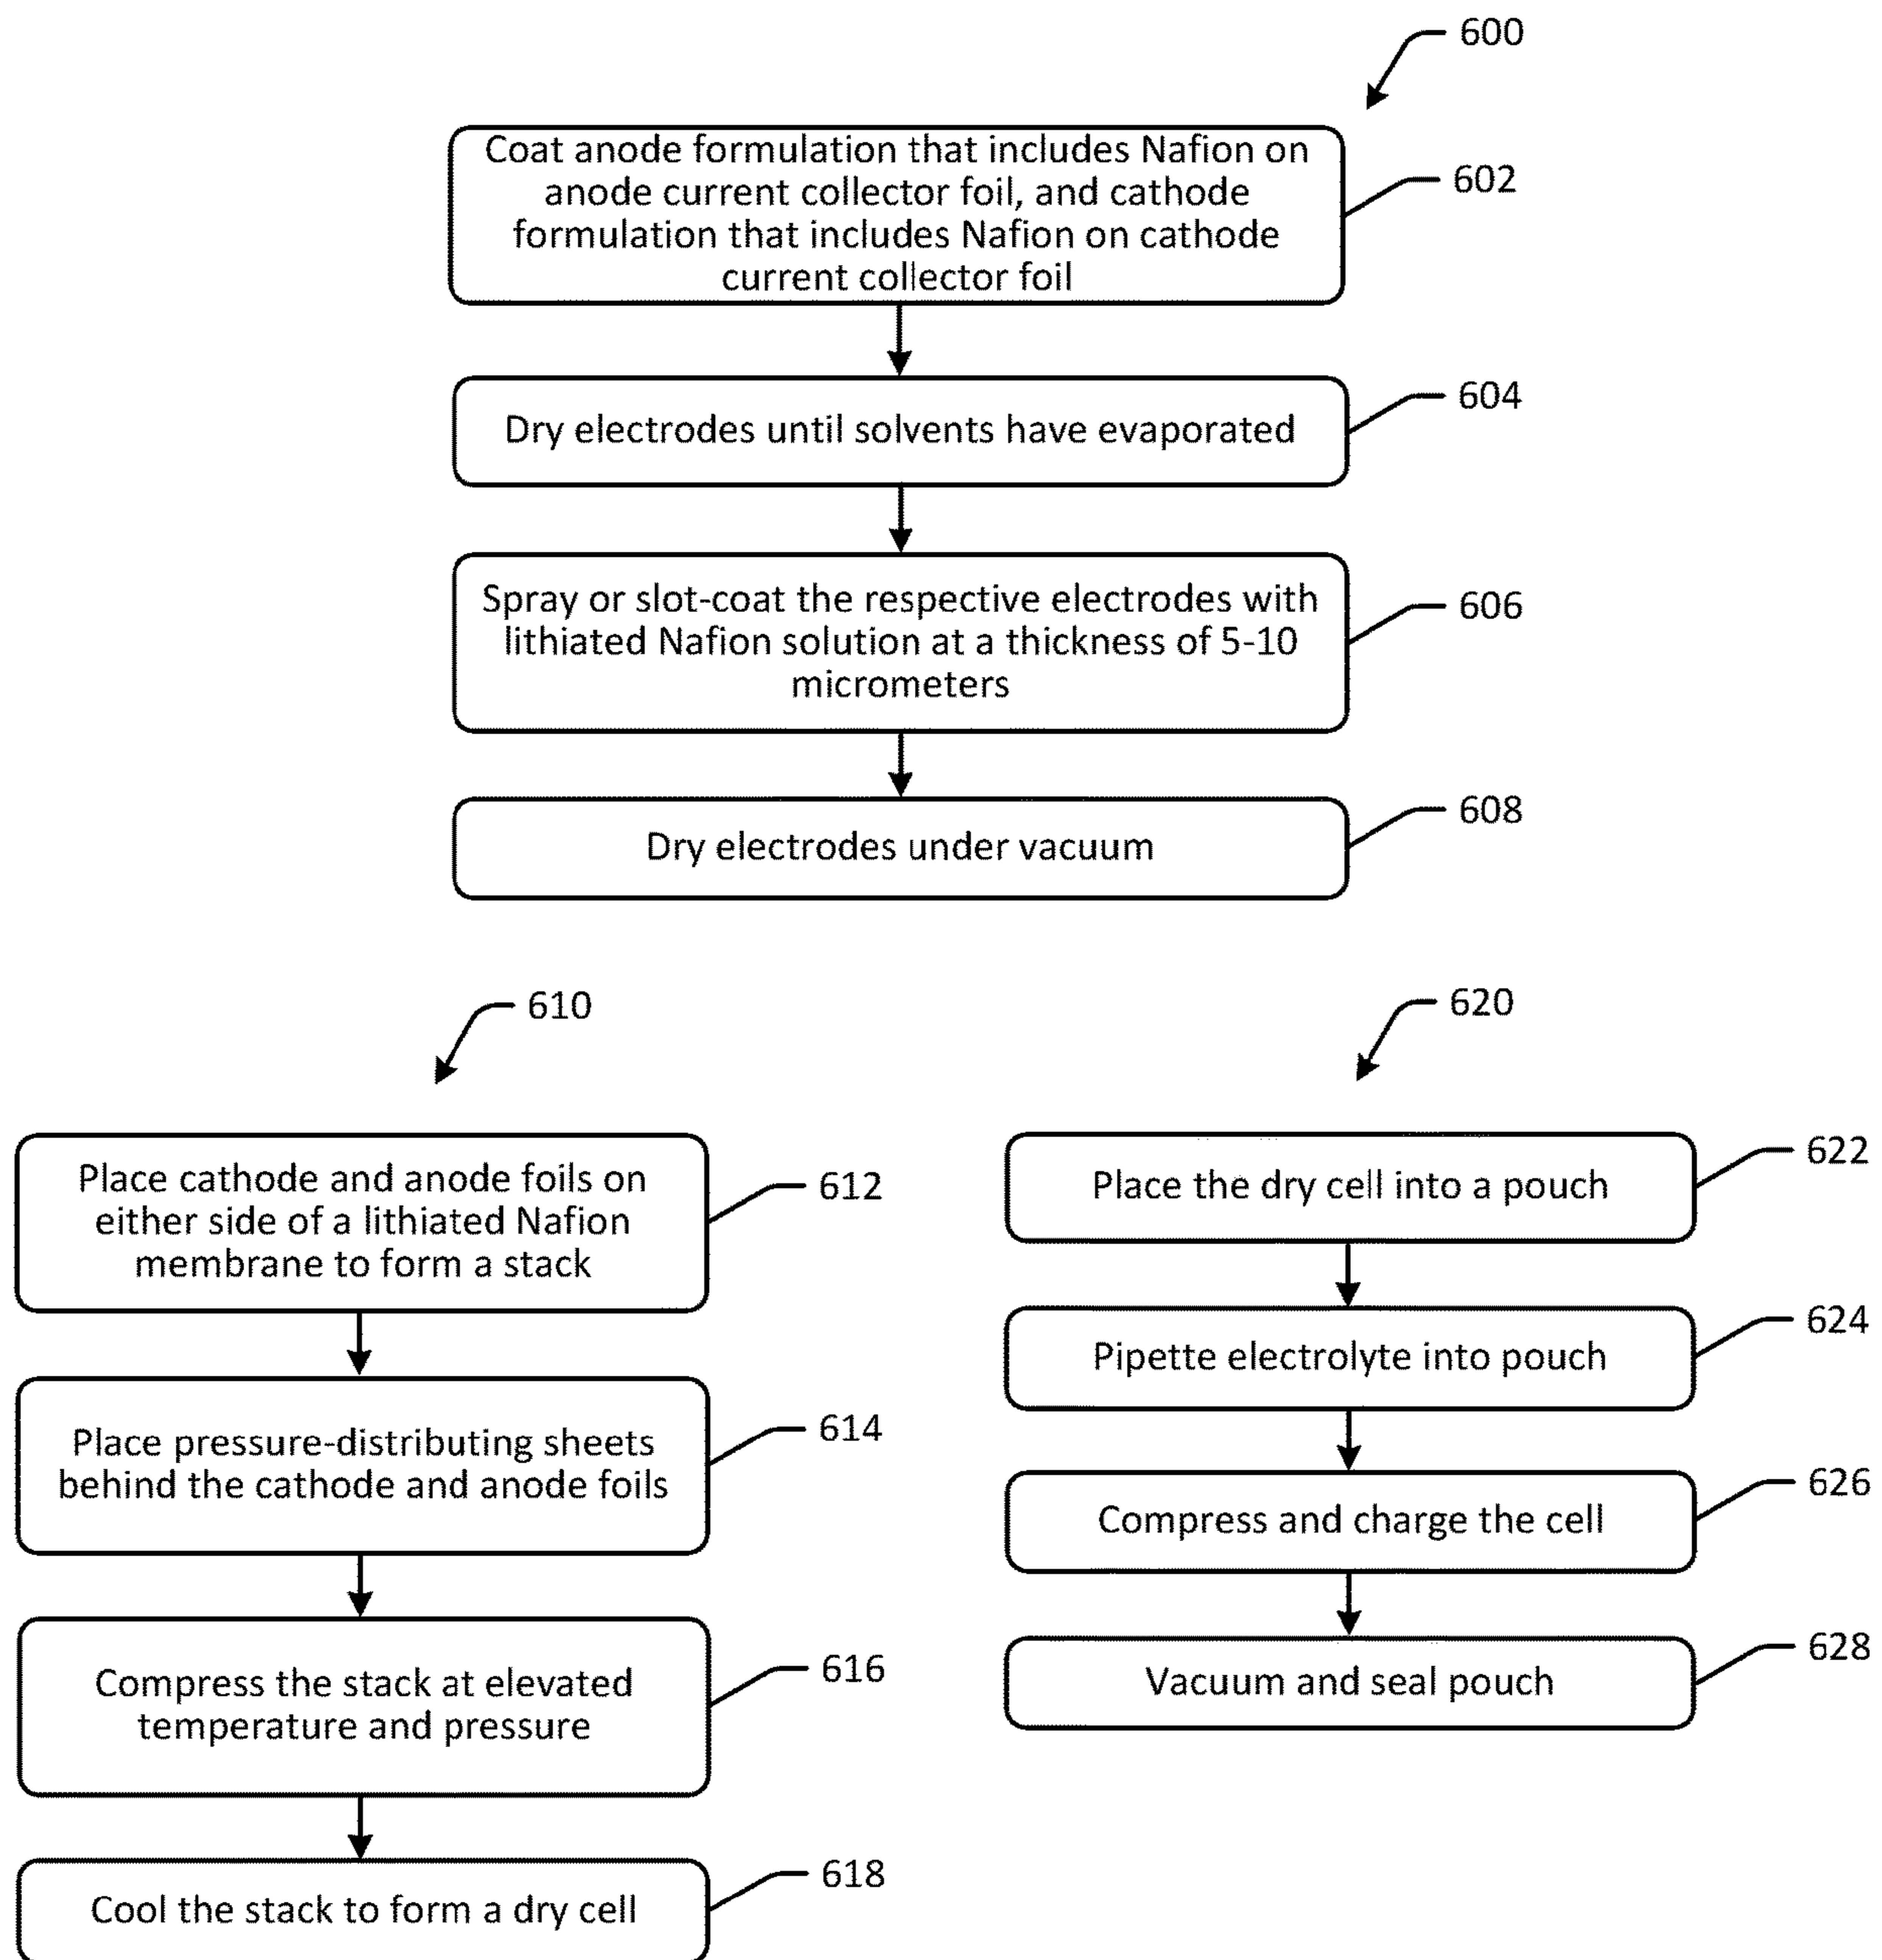 600
Coat anode formulation that includes Nafion on
anode current collector foil, and cathode
formulation that includes Nafion on cathode
current collector foil
602
Dry electrodes until solvents have evaporated
604
Spray or slot-coat the respective electrodes with
lithiated Nafion solution at a thickness of 5-10
micrometers
606
Dry electrodes under vacuum
608
610
Place cathode and anode foils on
either side of a lithiated Nafion
membrane to form a stack
612
Place pressure-distributing sheets
behind the cathode and anode foils
614
Compress the stack at elevated
temperature and pressure
616
Cool the stack to form a dry cell
618
620
Place the dry cell into a pouch
622
Pipette electrolyte into pouch
624
Compress and charge the cell
626
Vacuum and seal pouch
628